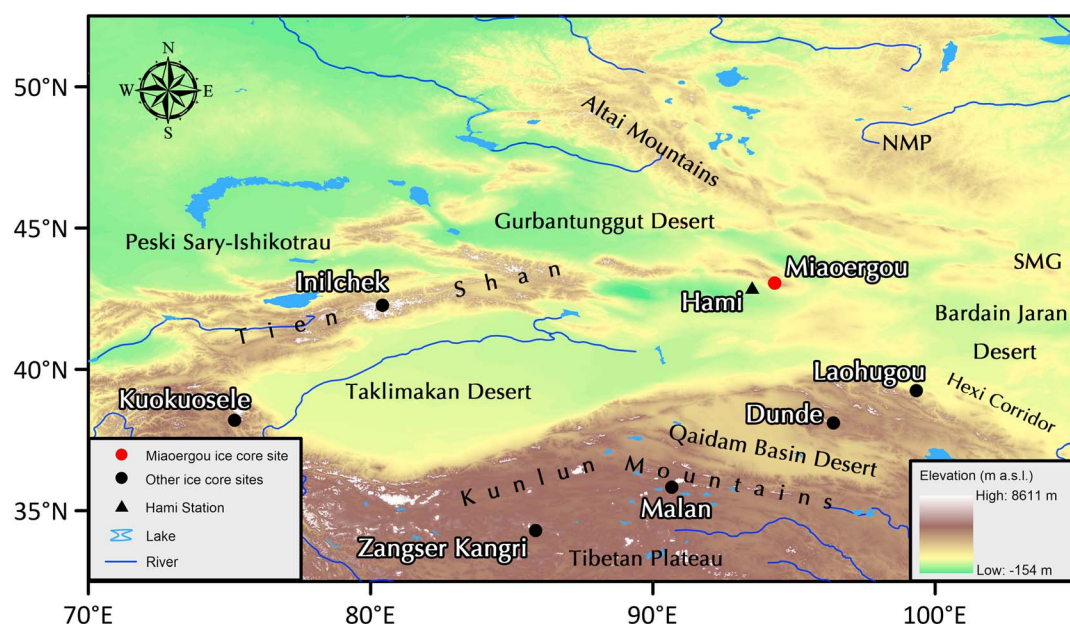 N
W E
S
50°N
45°N
40°N
35°N
Altai Mountains
NMP
Gurbantunggut Desert
Peski Sary-Ishikotrau
SMG
Miaoergou
Inilchek
Tien Shan
Hami
Bardain Jaran
Desert
Laohugou
Taklimakan Desert
Hexi Corridor
Kuokuosele
Dunde
Qaidam Basin Desert
Kunlun Mountains
Malan
Zangser Kangri
Tibetan Plateau
Miaoergou ice core site
Other ice core sites
Hami Station
Lake
River
Elevation (m a.s.l.)
High: 8611 m
Low: -154 m
70°E 80°E 90°E 100°E